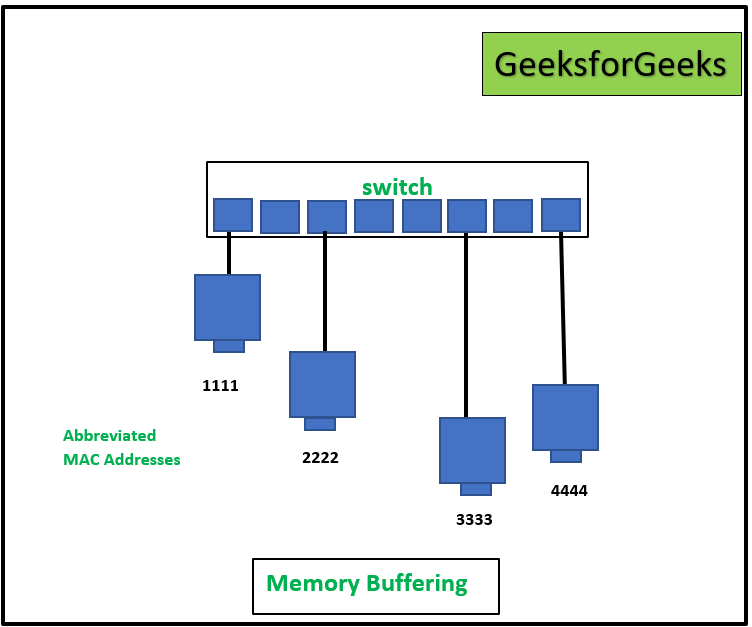 GeeksforGeeks
switch
1111
2222
3333
4444
Abbreviated
MAC Addresses
Memory Buffering